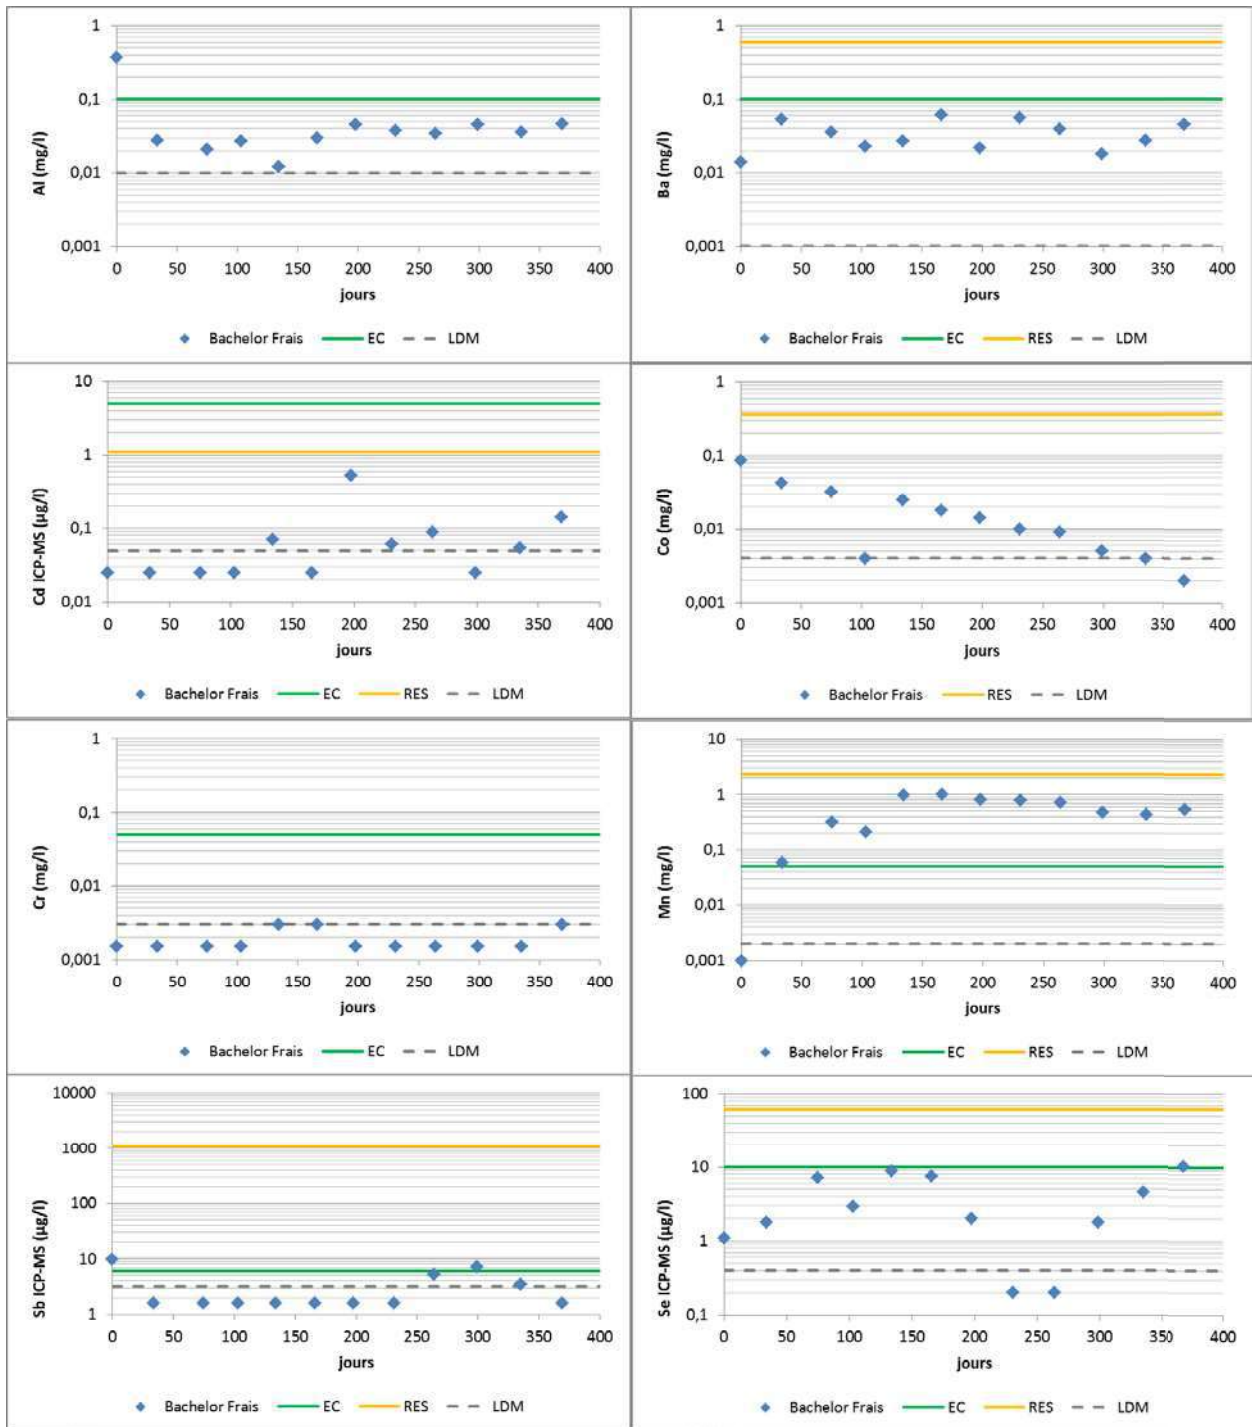 Al (mg/l)
1
0,1
0,01
0,001
0 50 100 150 200 250 300 350 400
jours
Bachelor Frais EC LDM
Ba (mg/l)
1
0,1
0,01
0,001
0 50 100 150 200 250 300 350 400
jours
Bachelor Frais EC RES LDM
Cd ICP-MS (µg/l)
10
1
0,1
0,01
0 50 100 150 200 250 300 350 400
jours
Bachelor Frais EC RES LDM
Co (mg/l)
1
0,1
0,01
0,001
0 50 100 150 200 250 300 350 400
jours
Bachelor Frais RES LDM
Cr (mg/l)
1
0,1
0,01
0,001
0 50 100 150 200 250 300 350 400
jours
Bachelor Frais EC LDM
Mn (mg/l)
10
1
0,1
0,01
0,001
0 50 100 150 200 250 300 350 400
jours
Bachelor Frais EC RES LDM
Sb ICP-MS (µg/l)
10000
1000
100
10
1
0 50 100 150 200 250 300 350 400
jours
Bachelor Frais EC RES LDM
Se ICP-MS (µg/l)
100
10
1
0,1
0 50 100 150 200 250 300 350 400
jours
Bachelor Frais EC RES LDM